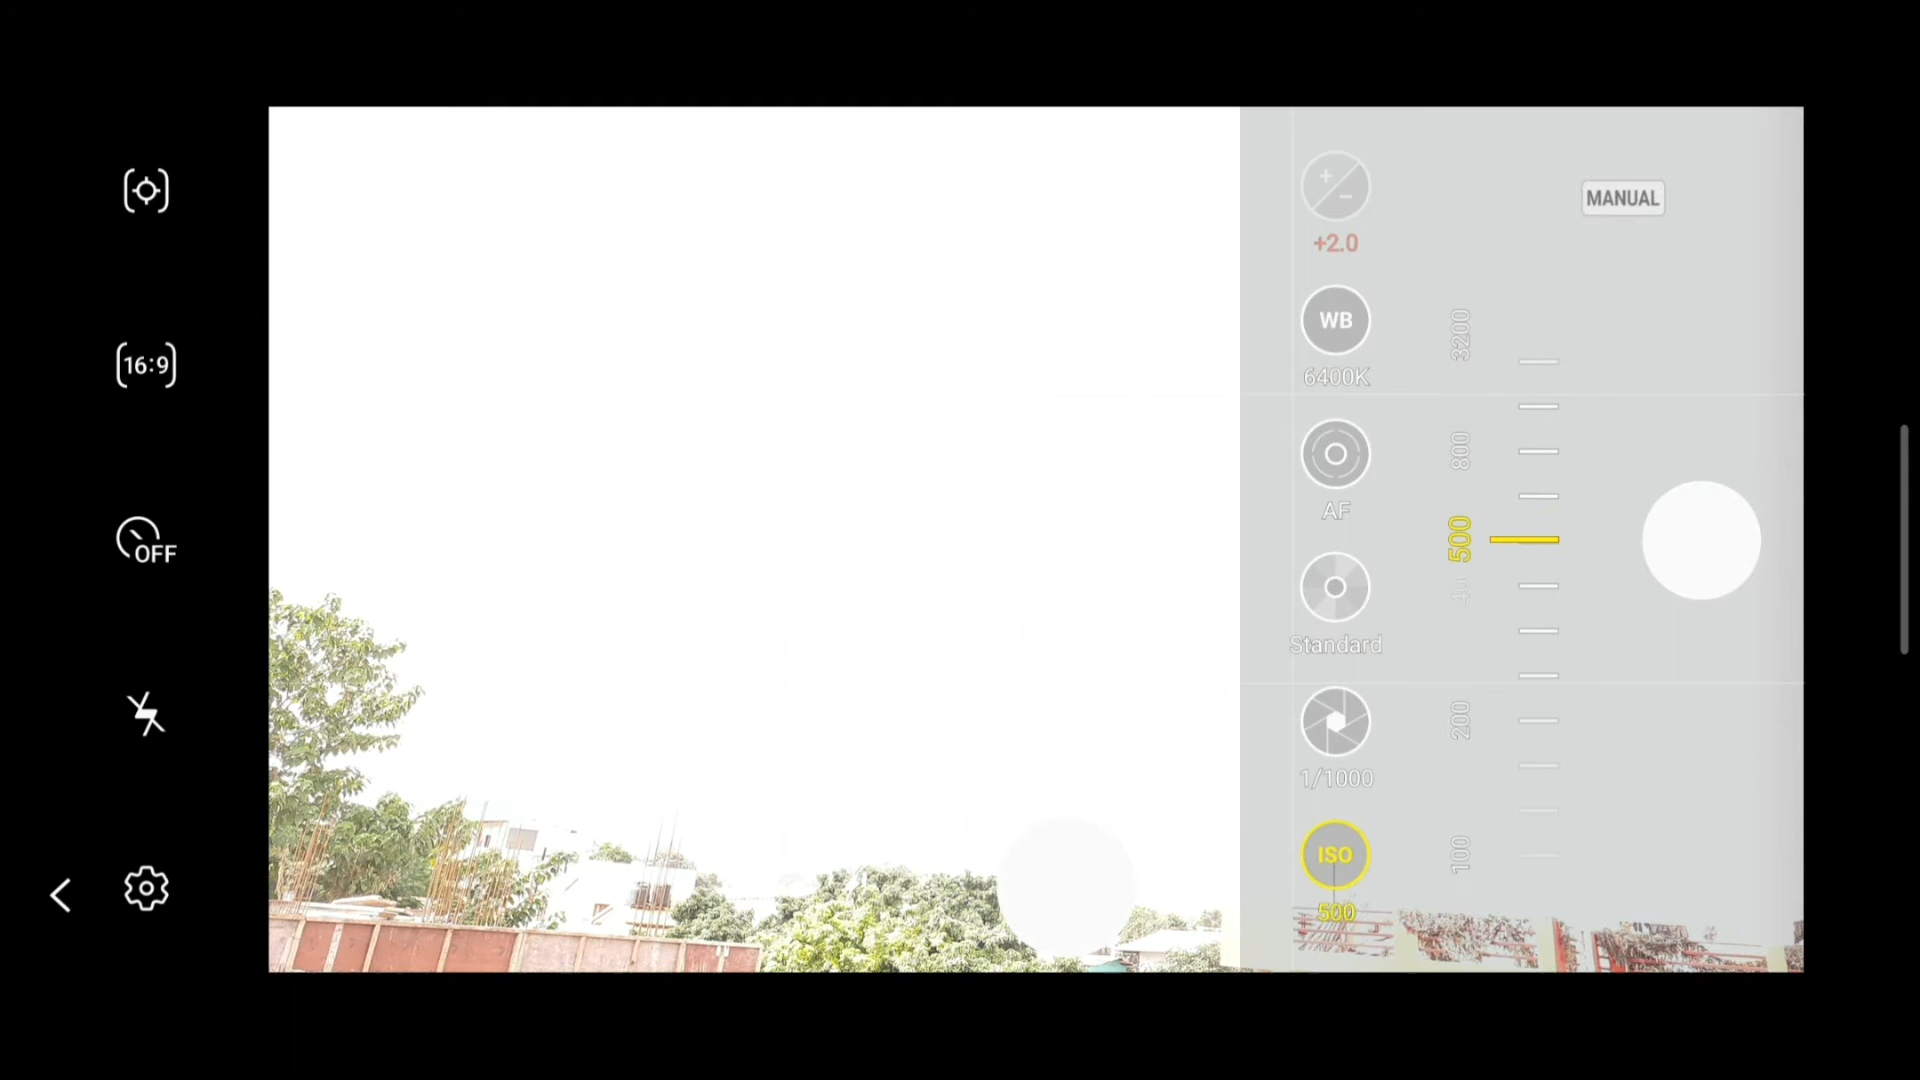 16:9
OFF
+2.0
WB
6400K
AF
Standard
1/1000
ISO
500
3200
800
500
200
100
MANUAL